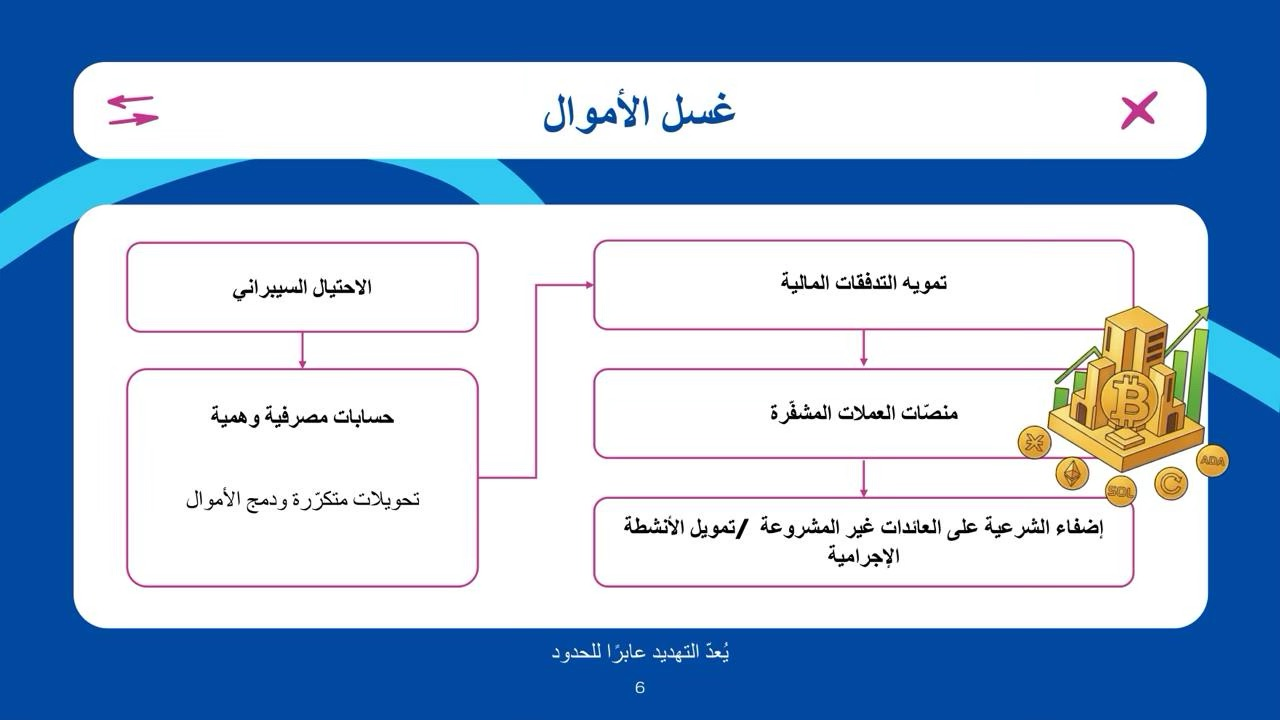 غسل الأموال
الاحتيال السيبراني
حسابات مصرفية وهمية
تحويلات متكرّرة ودمج الأموال
تمويه التدفقات المالية
منصّات العملات المشفّرة
إضفاء الشرعية على العائدات غير المشروعة /تمويل الأنشطة
الإجرامية
ADA
SOL
يُعدّ التهديد عابرًا للحدود
6